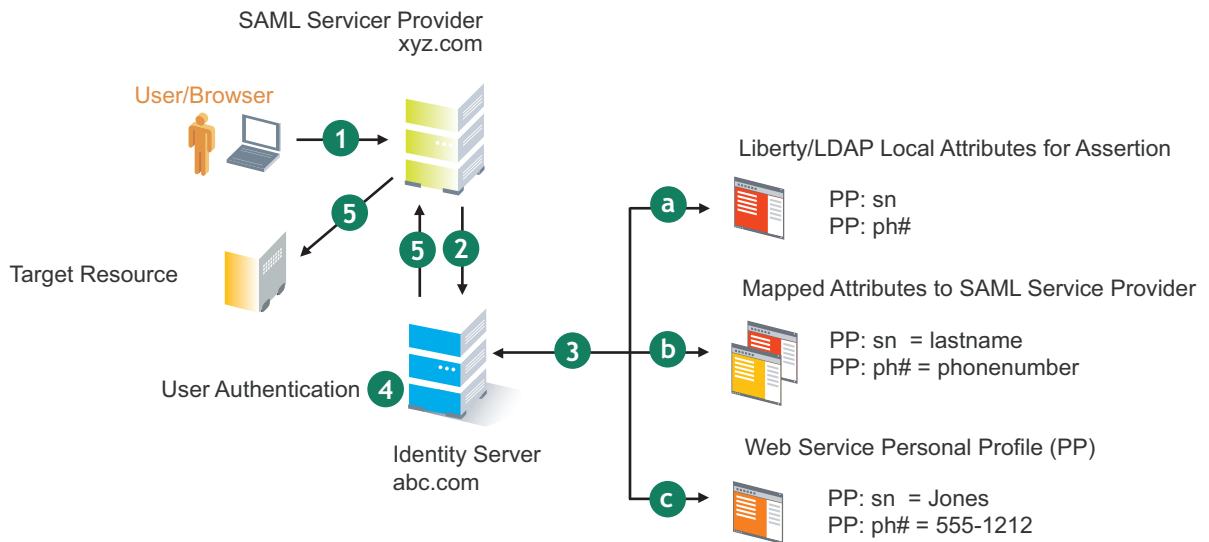 SAML Servicer Provider
xyz.com
User/Browser
1
Liberty/LDAP Local Attributes for Assertion
a
PP: sn
PP: ph#
5
5
2
Target Resource
Mapped Attributes to SAML Service Provider
3
b
PP: sn = lastname
PP: ph# = phonenumber
User Authentication 4
Identity Server
abc.com
Web Service Personal Profile (PP)
c
PP: sn = Jones
PP: ph# = 555-1212